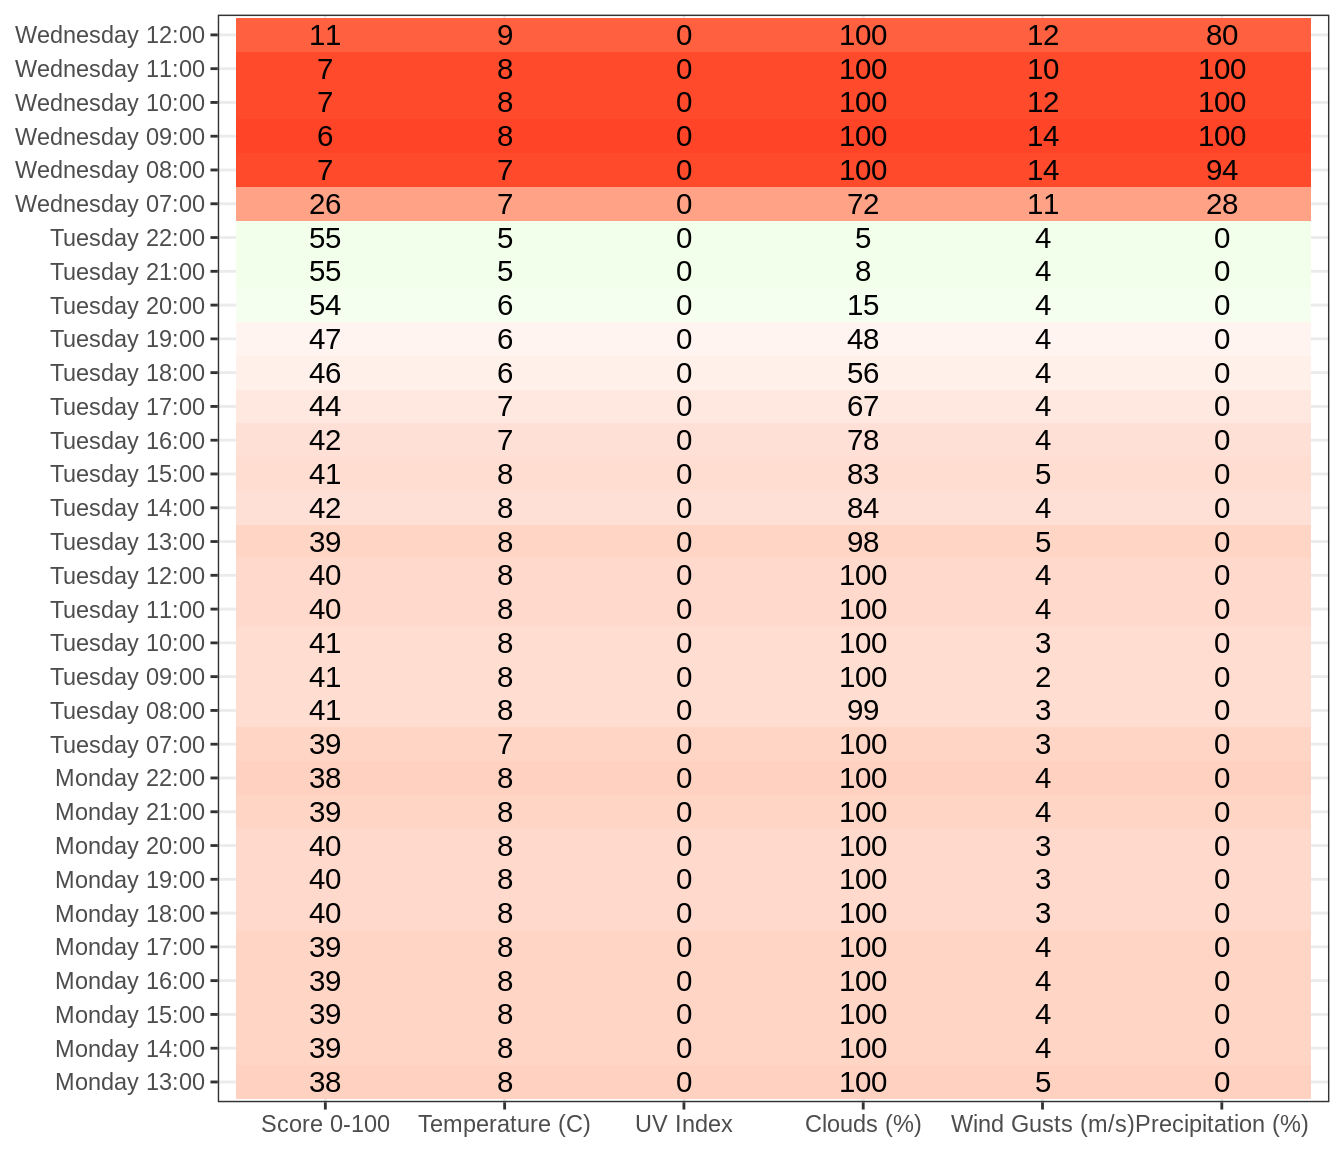 Wednesday 12:00 11 9 0 100 12 80
Wednesday 11:00 7 8 0 100 10 100
Wednesday 10:00 7 8 0 100 12 100
Wednesday 09:00 6 8 0 100 14 100
Wednesday 08:00 7 7 0 100 14 94
Wednesday 07:00 26 7 0 72 11 28
Tuesday 22:00 55 5 0 5 4 0
Tuesday 21:00 55 5 0 8 4 0
Tuesday 20:00 54 6 0 15 4 0
Tuesday 19:00 47 6 0 48 4 0
Tuesday 18:00 46 6 0 56 4 0
Tuesday 17:00 44 7 0 67 4 0
Tuesday 16:00 42 7 0 78 4 0
Tuesday 15:00 41 8 0 83 5 0
Tuesday 14:00 42 8 0 84 4 0
Tuesday 13:00 39 8 0 98 5 0
Tuesday 12:00 40 8 0 100 4 0
Tuesday 11:00 40 8 0 100 4 0
Tuesday 10:00 41 8 0 100 3 0
Tuesday 09:00 41 8 0 100 2 0
Tuesday 08:00 41 8 0 99 3 0
Tuesday 07:00 39 7 0 100 3 0
Monday 22:00 38 8 0 100 4 0
Monday 21:00 39 8 0 100 4 0
Monday 20:00 40 8 0 100 3 0
Monday 19:00 40 8 0 100 3 0
Monday 18:00 40 8 0 100 3 0
Monday 17:00 39 8 0 100 4 0
Monday 16:00 39 8 0 100 4 0
Monday 15:00 39 8 0 100 4 0
Monday 14:00 39 8 0 100 4 0
Monday 13:00 38 8 0 100 5 0
Score 0-100 Temperature (C) UV Index Clouds (%) Wind Gusts (m/s) Precipitation (%)